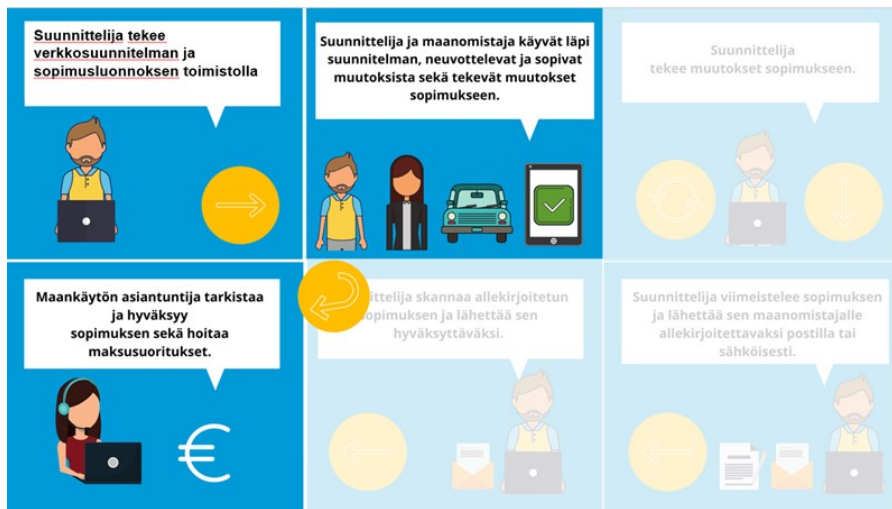 Suunnittelija tekee
verkkosuunnitelman ja
sopimusluonnoksen toimistolla
Suunnittelija ja maanomistaja käyvät läpi
suunnitelman, neuvottelevat ja sopivat
muutoksista sekä tekevät muutokset
sopimukseen.
Suunnittelija
tekee muutokset sopimukseen.
Maankäytön asiantuntija tarkistaa
ja hyväksyy
sopimuksen sekä hoitaa
maksusuoritukset.
€
skannaa allekirjoitetun
sopimuksen ja lähettää sen
hyväksyttäväksi.
Suunnittelija viimeistelee sopimuksen
ja lähettää sen maanomistajalle
allekirjoitettavaksi postilla tai
sähköisesti.